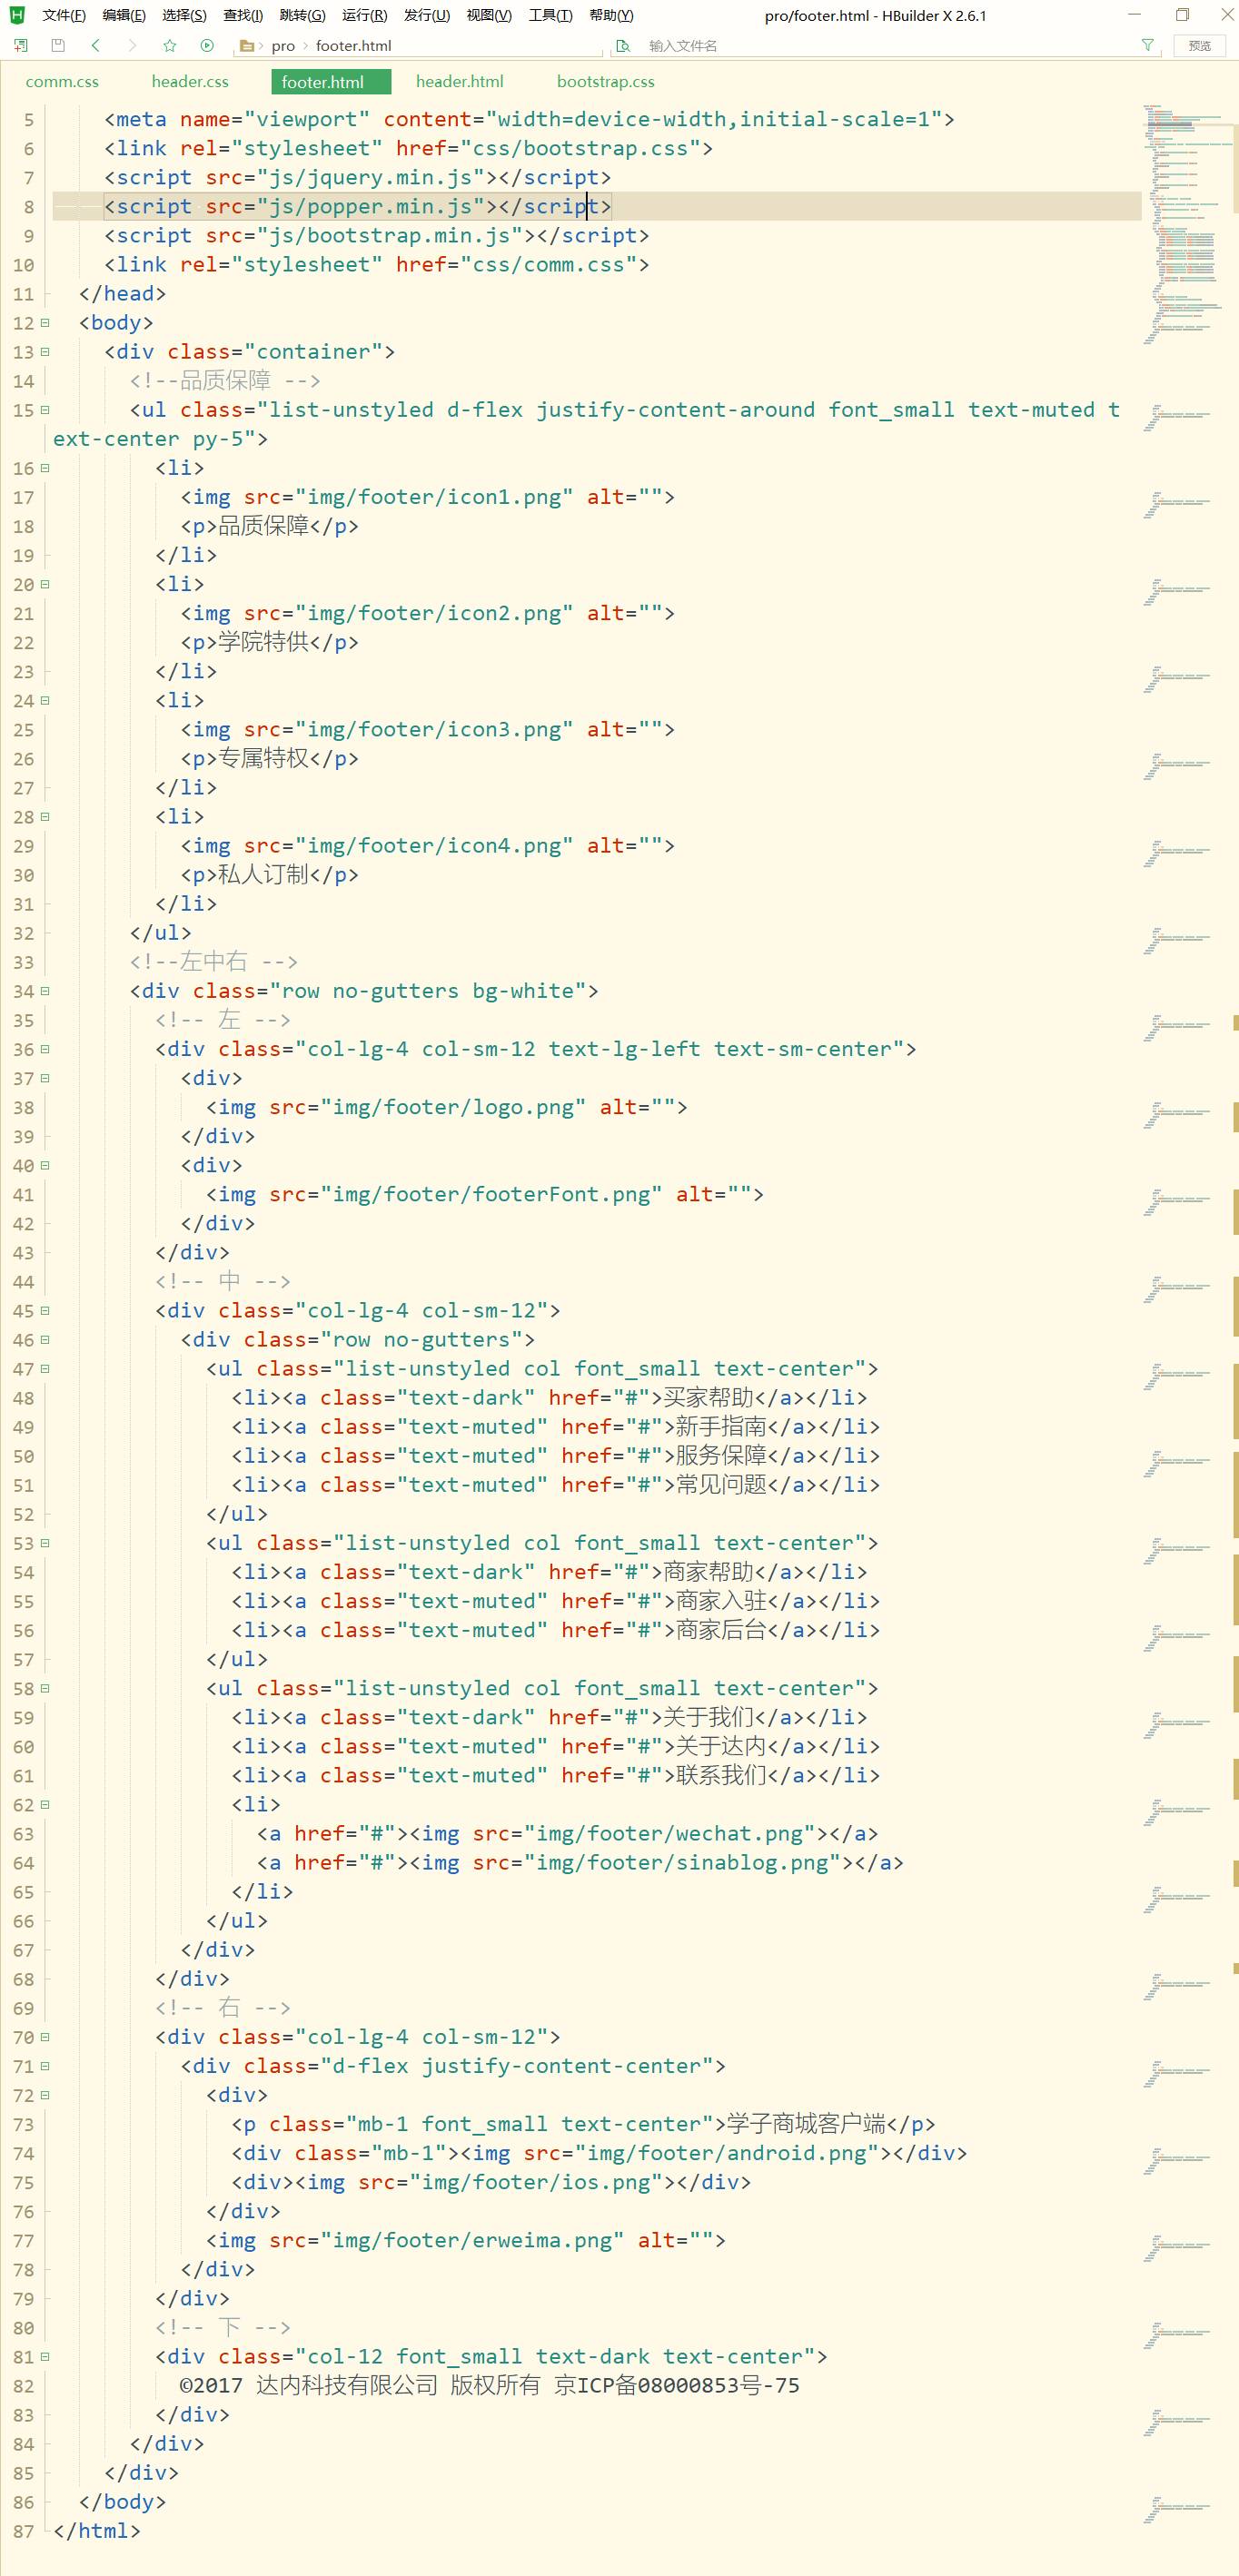 文件(F) 编辑(E) 选择(S) 查找(I) 跳转(G) 运行(R) 发行(U) 视图(V) 工具(T) 帮助(Y) pro/footer.html - HBuilder X 2.6.1
pro footer.html 输入文件名 预览
comm.css header.css footer.html header.html bootstrap.css
5 <meta name="viewport" content="width=device-width,initial-scale=1">
6 <link rel="stylesheet" href="css/bootstrap.css">
7 <script src="js/jquery.min.js"></script>
8 <script src="js/popper.min.js"></script>
9 <script src="js/bootstrap.min.js"></script>
10 <link rel="stylesheet" href="css/comm.css">
11 </head>
12 <body>
13 <div class="container">
14 <!--品质保障 -->
15 <ul class="list-unstyled d-flex justify-content-around font_small text-muted t
ext-center py-5">
16 <li>
17 <img src="img/footer/icon1.png" alt="">
18 <p>品质保障</p>
19 </li>
20 <li>
21 <img src="img/footer/icon2.png" alt="">
22 <p>学院特供</p>
23 </li>
24 <li>
25 <img src="img/footer/icon3.png" alt="">
26 <p>专属特权</p>
27 </li>
28 <li>
29 <img src="img/footer/icon4.png" alt="">
30 <p>私人订制</p>
31 </li>
32 </ul>
33 <!--左中右 -->
34 <div class="row no-gutters bg-white">
35 <!-- 左 -->
36 <div class="col-lg-4 col-sm-12 text-lg-left text-sm-center">
37 <div>
38 <img src="img/footer/logo.png" alt="">
39 </div>
40 <div>
41 <img src="img/footer/footerFont.png" alt="">
42 </div>
43 </div>
44 <!-- 中 -->
45 <div class="col-lg-4 col-sm-12">
46 <div class="row no-gutters">
47 <ul class="list-unstyled col font_small text-center">
48 <li><a class="text-dark" href="#">买家帮助</a></li>
49 <li><a class="text-muted" href="#">新手指南</a></li>
50 <li><a class="text-muted" href="#">服务保障</a></li>
51 <li><a class="text-muted" href="#">常见问题</a></li>
52 </ul>
53 <ul class="list-unstyled col font_small text-center">
54 <li><a class="text-dark" href="#">商家帮助</a></li>
55 <li><a class="text-muted" href="#">商家入驻</a></li>
56 <li><a class="text-muted" href="#">商家后台</a></li>
57 </ul>
58 <ul class="list-unstyled col font_small text-center">
59 <li><a class="text-dark" href="#">关于我们</a></li>
60 <li><a class="text-muted" href="#">关于达内</a></li>
61 <li><a class="text-muted" href="#">联系我们</a></li>
62 <li>
63 <a href="#"><img src="img/footer/wechat.png"></a>
64 <a href="#"><img src="img/footer/sinablog.png"></a>
65 </li>
66 </ul>
67 </div>
68 </div>
69 <!-- 右 -->
70 <div class="col-lg-4 col-sm-12">
71 <div class="d-flex justify-content-center">
72 <div>
73 <p class="mb-1 font_small text-center">学子商城客户端</p>
74 <div class="mb-1"><img src="img/footer/android.png"></div>
75 <div><img src="img/footer/ios.png"></div>
76 </div>
77 <img src="img/footer/erweima.png" alt="">
78 </div>
79 </div>
80 <!-- 下 -->
81 <div class="col-12 font_small text-dark text-center">
82 ©2017 达内科技有限公司 版权所有 京ICP备08000853号-75
83 </div>
84 </div>
85 </div>
86 </body>
87 </html>